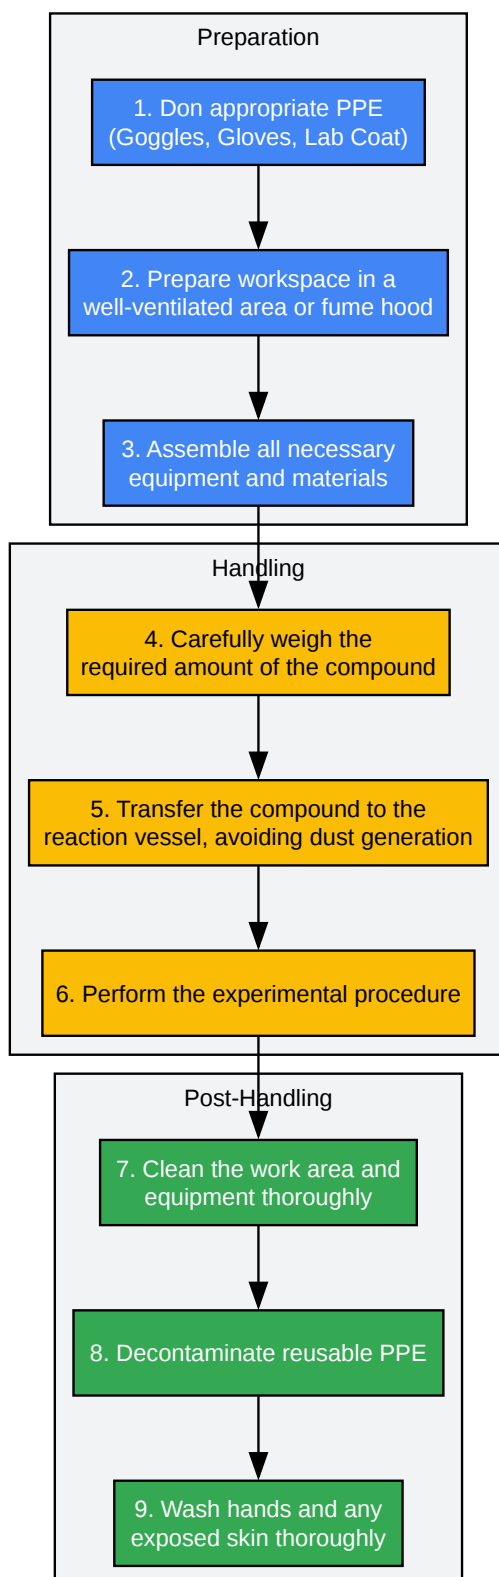 Preparation
1. Don appropriate PPE
(Goggles, Gloves, Lab Coat)
2. Prepare workspace in a
well-ventilated area or fume hood
3. Assemble all necessary
equipment and materials
Handling
4. Carefully weigh the
required amount of the compound
5. Transfer the compound to the
reaction vessel, avoiding dust generation
6. Perform the experimental procedure
Post-Handling
7. Clean the work area and
equipment thoroughly
8. Decontaminate reusable PPE
9. Wash hands and any
exposed skin thoroughly